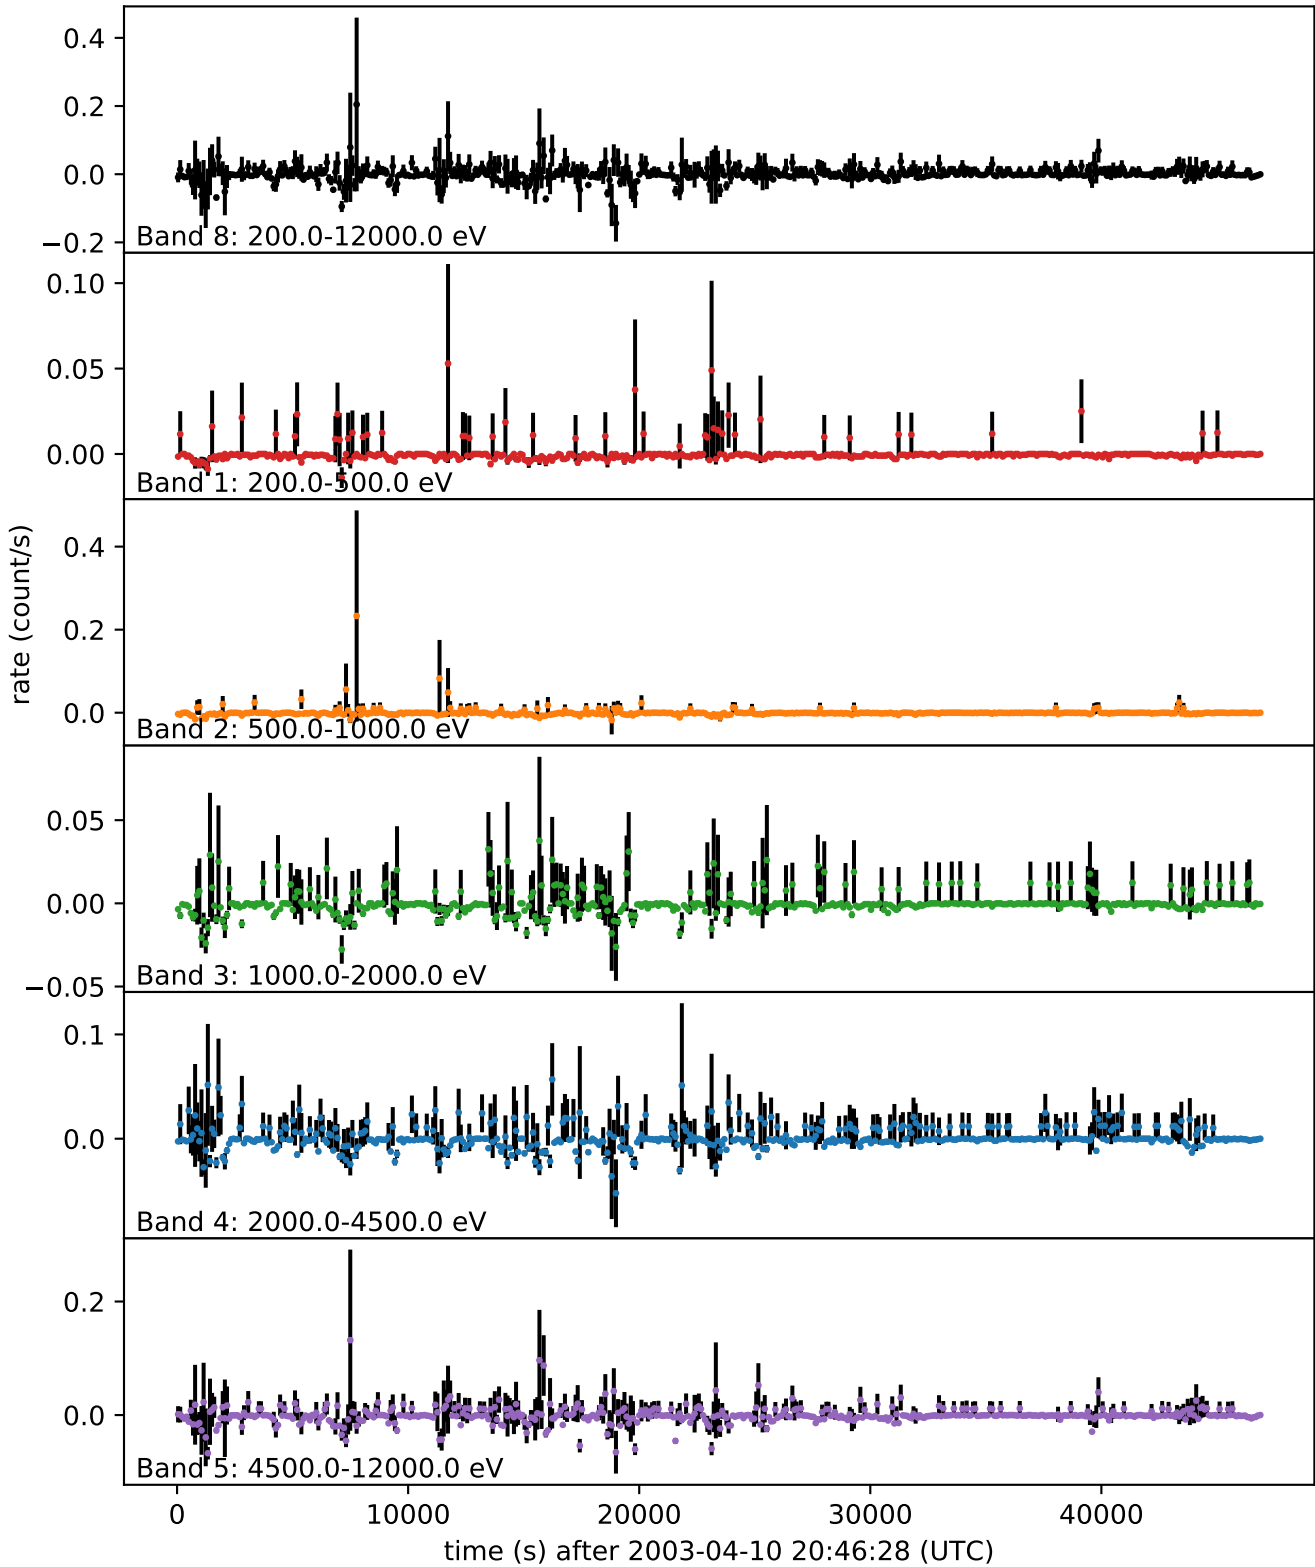 0.4
0.2
0.0
−0.2
Band 8: 200.0-12000.0 eV
0.10
0.05
0.00
Band 1: 200.0-500.0 eV
0.4
0.2
0.0
Band 2: 500.0-1000.0 eV
rate (count/s)
0.05
0.00
−0.05
Band 3: 1000.0-2000.0 eV
0.1
0.0
Band 4: 2000.0-4500.0 eV
0.2
0.0
Band 5: 4500.0-12000.0 eV
0 10000 20000 30000 40000
time (s) after 2003-04-10 20:46:28 (UTC)